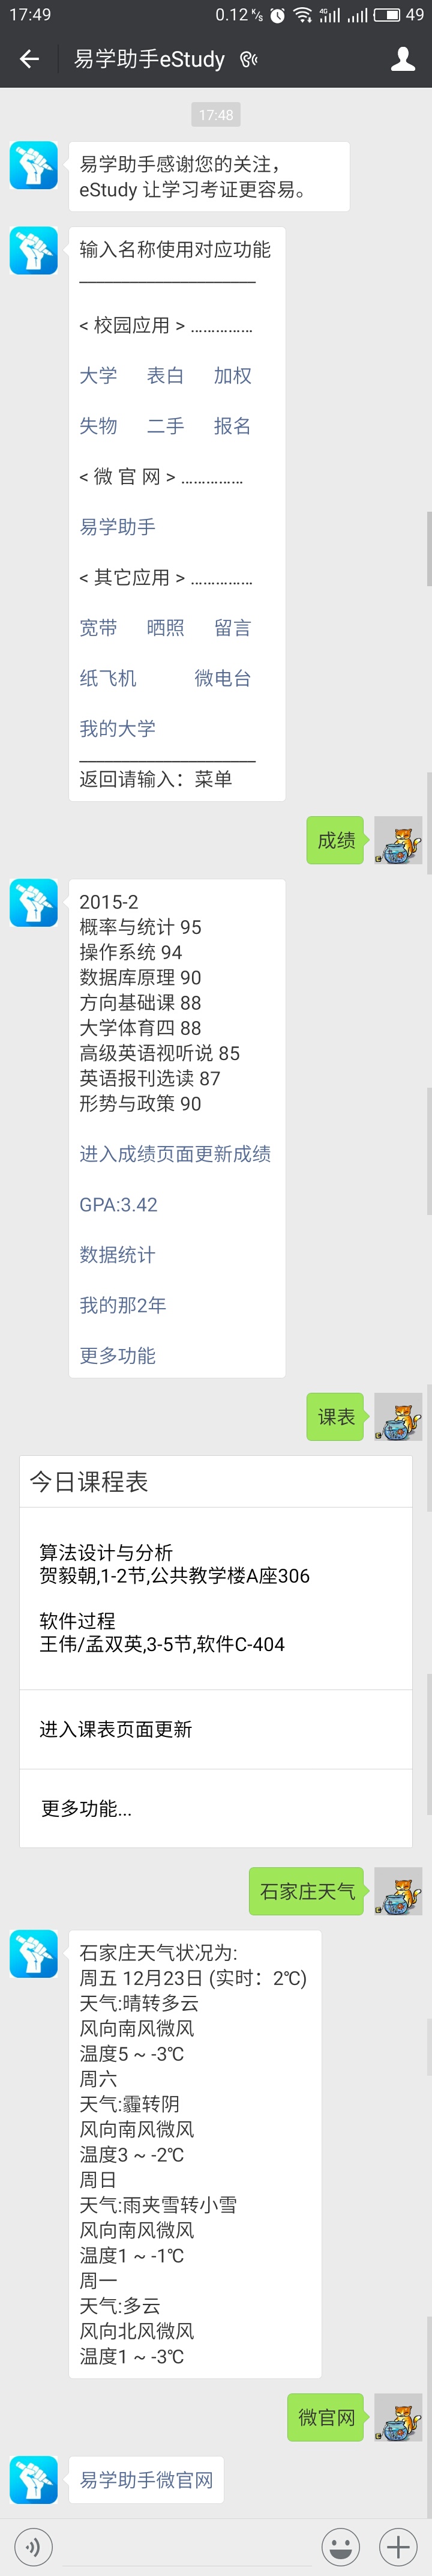 17:49
0.12 K/s
4G
49
易学助手eStudy
17:48
易学助手感谢您的关注，
eStudy 让学习考证更容易。
输入名称使用对应功能
< 校园应用 > ..............
大学 表白 加权
失物 二手 报名
< 微 官 网 > ..............
易学助手
< 其它应用 > ..............
宽带 晒照 留言
纸飞机 微电台
我的大学
返回请输入：菜单
成绩
2015-2
概率与统计 95
操作系统 94
数据库原理 90
方向基础课 88
大学体育四 88
高级英语视听说 85
英语报刊选读 87
形势与政策 90
进入成绩页面更新成绩
GPA:3.42
数据统计
我的那2年
更多功能
课表
今日课程表
算法设计与分析
贺毅朝,1-2节,公共教学楼A座306
软件过程
王伟/孟双英,3-5节,软件C-404
进入课表页面更新
更多功能...
石家庄天气
石家庄天气状况为:
周五 12月23日 (实时：2℃)
天气:晴转多云
风向南风微风
温度5 ~ -3℃
周六
天气:霾转阴
风向南风微风
温度3 ~ -2℃
周日
天气:雨夹雪转小雪
风向南风微风
温度1 ~ -1℃
周一
天气:多云
风向北风微风
温度1 ~ -3℃
微官网
易学助手微官网